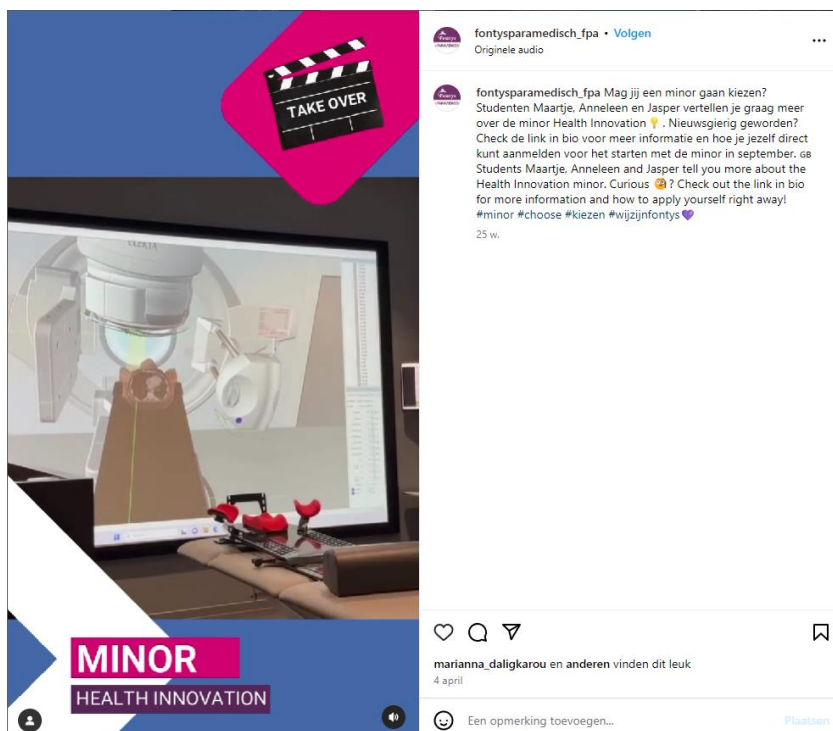 TAKE OVER
ELEKTA
MINOR
HEALTH INNOVATION
Fontys
fontysparamedisch_fpa • Volgen
Originele audio
Fontys
fontysparamedisch_fpa Mag jij een minor gaan kiezen?
Studenten Maartje, Anneleen en Jasper vertellen je graag meer
over de minor Health Innovation👇. Nieuwsgierig geworden?
Check de link in bio voor meer informatie en hoe je jezelf direct
kunt aanmelden voor het starten met de minor in september. GB
Students Maartje, Anneleen and Jasper tell you more about the
Health Innovation minor. Curious 🧐? Check out the link in bio
for more information and how to apply yourself right away!
#minor #choose #kiezen #wijzijnfontys💜
25 w.
marianna_daligkarou en anderen vinden dit leuk
4 april
Een opmerking toevoegen...
Plaatsen